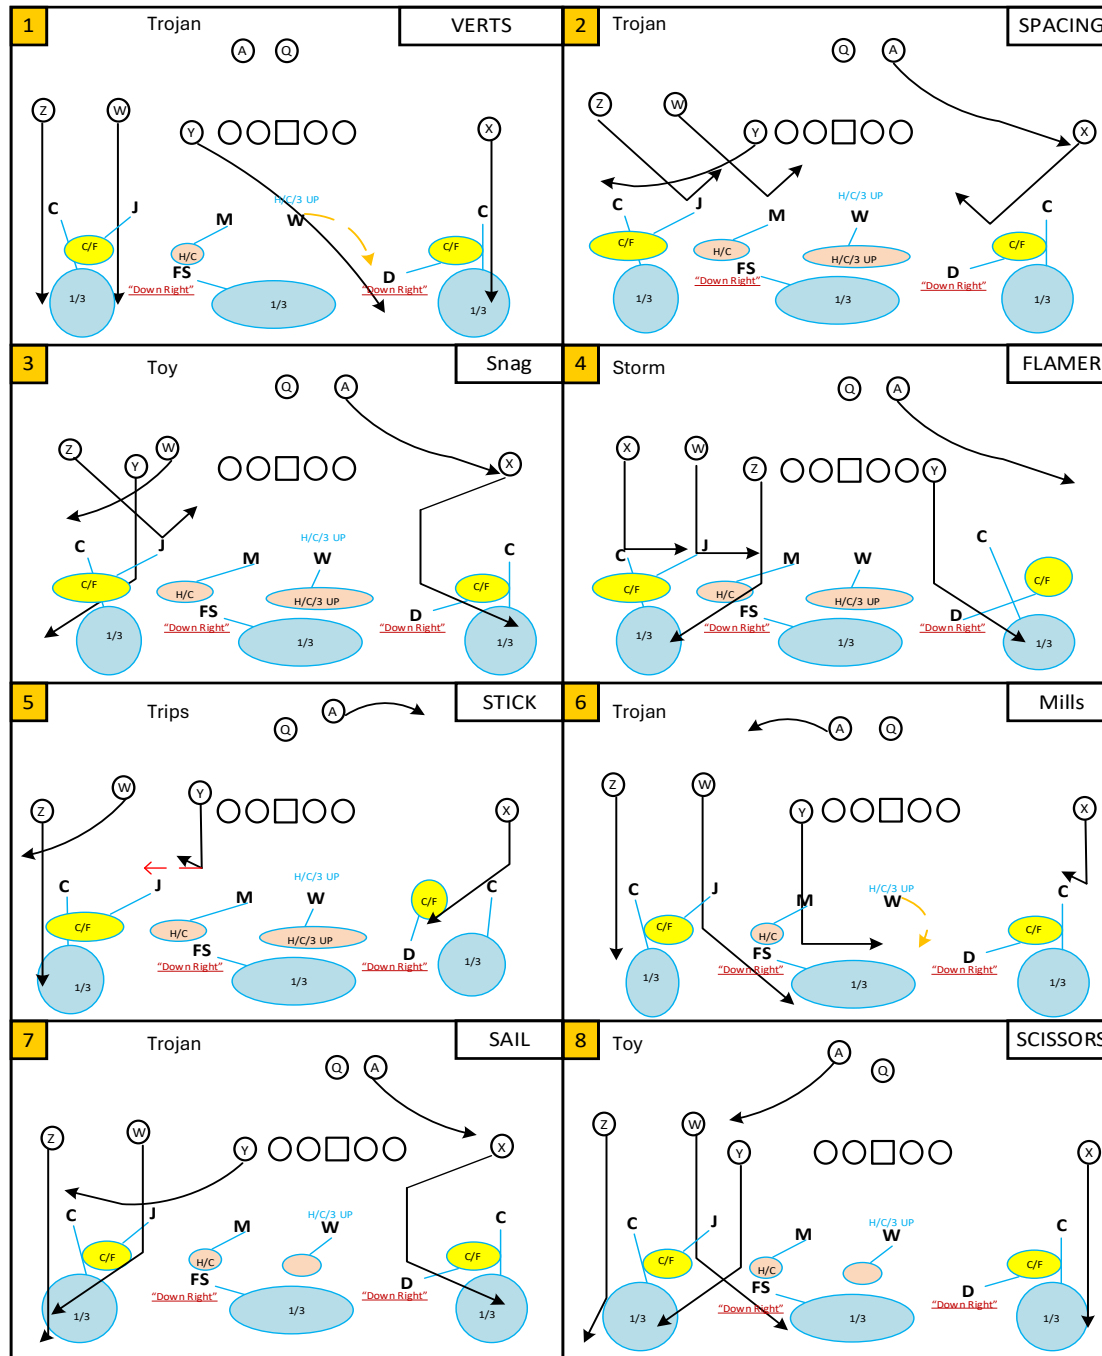 1 Trojan VERTS
A Q
Z W Y X
H/C/3 UP
C J M W C
C/F H/C C/F
FS D
"Down Right" "Down Right"
1/3 1/3 1/3
2 Trojan SPACING
Q A
Z W Y X
H/C/3 UP
C J M W C
C/F H/C H/C/3 UP C/F
FS D
"Down Right" "Down Right"
1/3 1/3 1/3
3 Toy Snag
Q A
Z Y W X
H/C/3 UP
C J M W C
C/F H/C H/C/3 UP C/F
FS D
"Down Right" "Down Right"
1/3 1/3 1/3
4 Storm FLAMER
Q A
X W Z Y
H/C/3 UP
C J M W C
C/F H/C H/C/3 UP C/F
FS D
"Down Right" "Down Right"
1/3 1/3 1/3
5 Trips STICK
A Q
Z W Y X
H/C/3 UP
C J M W C
C/F H/C H/C/3 UP C/F
FS D
"Down Right" "Down Right"
1/3 1/3 1/3
6 Trojan Mills
A Q
Z W Y X
H/C/3 UP
C J M W C
C/F H/C C/F
FS D
"Down Right" "Down Right"
1/3 1/3 1/3
7 Trojan SAIL
Q A
Z W Y X
H/C/3 UP
C J M W C
C/F H/C C/F
FS D
"Down Right" "Down Right"
1/3 1/3 1/3
8 Toy SCISSORS
A Q
Z W Y X
H/C/3 UP
C J M W C
C/F H/C C/F
FS D
"Down Right" "Down Right"
1/3 1/3 1/3